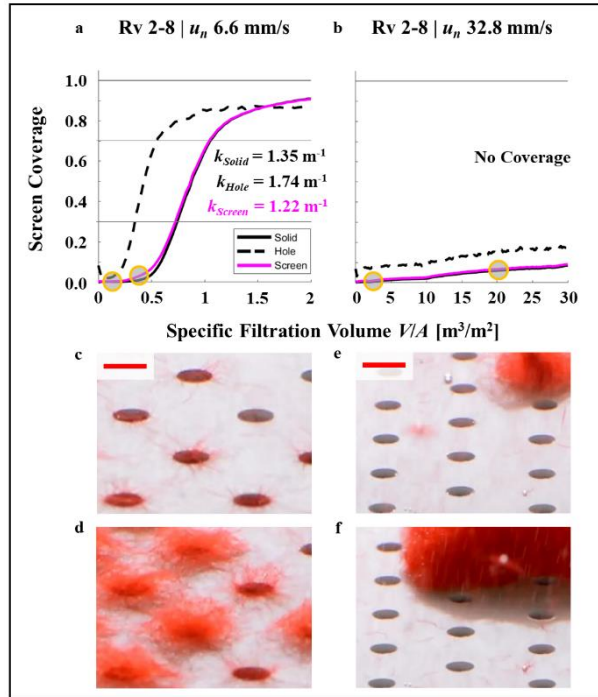 a Rv 2-8 | uₙ 6.6 mm/s
b Rv 2-8 | uₙ 32.8 mm/s
Screen Coverage
1.0
0.8
0.6
0.4
0.2
0.0
k_Solid = 1.35 m⁻¹
k_Hole = 1.74 m⁻¹
k_Screen = 1.22 m⁻¹
Solid
Hole
Screen
0 0.5 1 1.5 2
No Coverage
0 5 10 15 20 25 30
Specific Filtration Volume V/A [m³/m²]
c
e
d
f